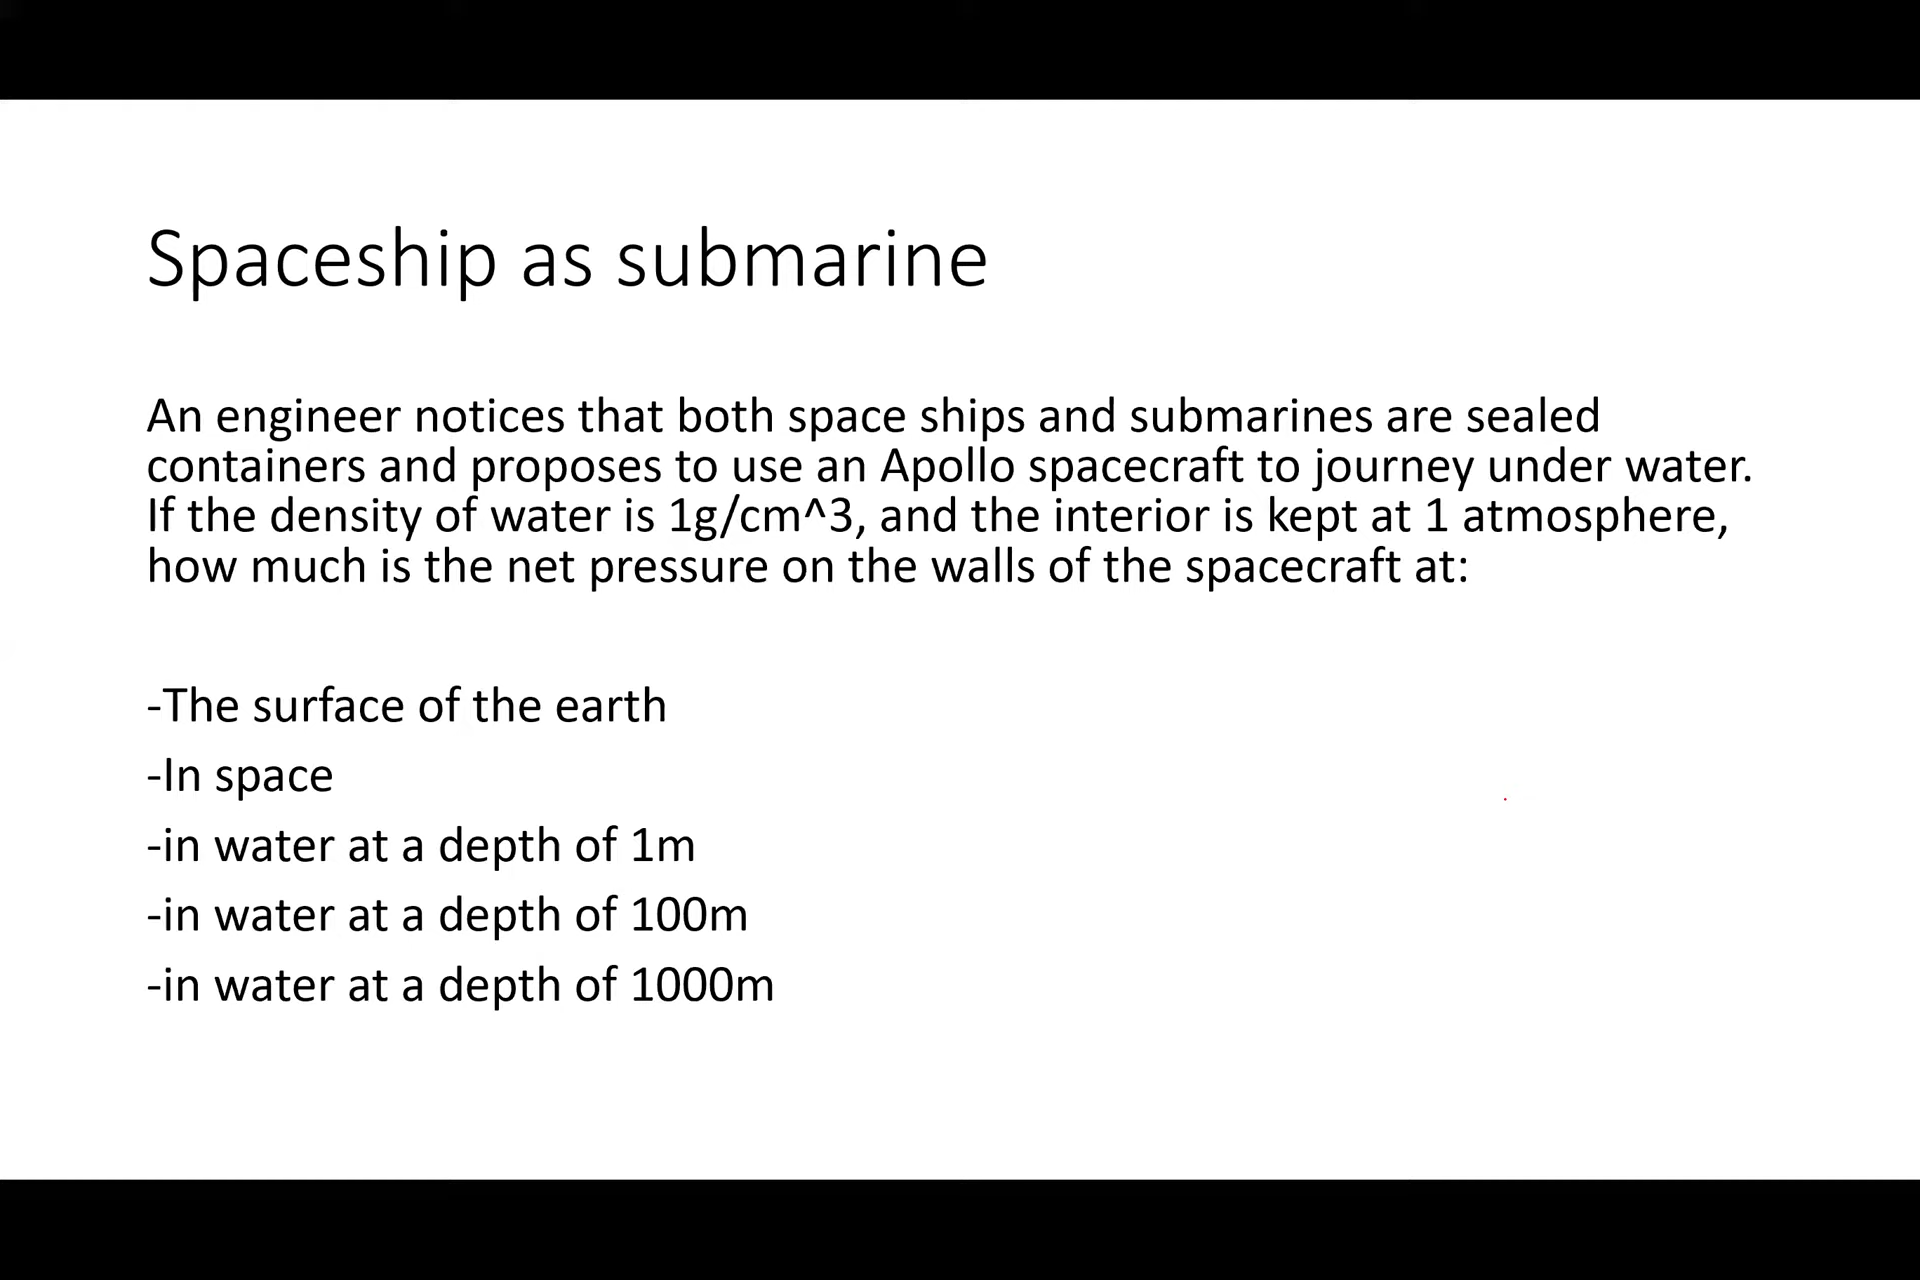 Spaceship as submarine
An engineer notices that both space ships and submarines are sealed
containers and proposes to use an Apollo spacecraft to journey under water.
If the density of water is 1g/cm^3, and the interior is kept at 1 atmosphere,
how much is the net pressure on the walls of the spacecraft at:
-The surface of the earth
-In space
-in water at a depth of 1m
-in water at a depth of 100m
-in water at a depth of 1000m